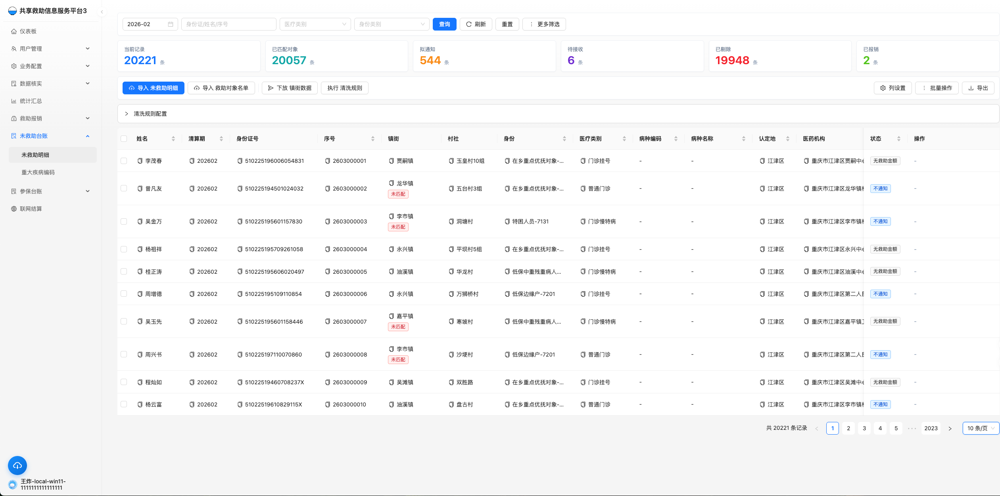 共享救助信息服务平台3
仪表板
用户管理
业务配置
数据核实
统计汇总
救助报销
未救助台账
未救助明细
重大疾病编码
参保台账
联网结算
王炸-local-win11-
1111111111111111
2026-02 身份证/姓名/序号 医疗类别 身份类别 查询 刷新 重置 更多筛选
当前记录 已匹配对象 拟通知 待接收 已剔除 已报销
20221 条 20057 条 544 条 6 条 19948 条 2 条
导入 未救助明细 导入 救助对象名单 下放 镇街数据 执行 清洗规则 列设置 批量操作 导出
清洗规则配置
姓名 清算期 身份证号 序号 镇街 村社 身份 医疗类别 病种编码 病种名称 认定地 医药机构 状态 操作
李茂春 202602 510225196006054831 2603000001 贾嗣镇 玉皇村10组 在乡重点优抚对象-... 门诊挂号 - - 江津区 重庆市江津区贾嗣中心 无救助金额 -
曾凡友 202602 510225194501024032 2603000002 龙华镇 未匹配 五台村3组 在乡重点优抚对象-... 普通门诊 - - 江津区 重庆市江津区龙华镇 不通知 -
吴金万 202602 510225195601157830 2603000003 李市镇 未匹配 洞塘村 特困人员-7131 门诊慢特病 - - 江津区 重庆市江津区李市镇 不通知 -
杨祖祥 202602 510225195709261058 2603000004 永兴镇 平坝村5组 在乡重点优抚对象-... 门诊挂号 - - 江津区 重庆市江津区永兴中心 无救助金额 -
桂正涛 202602 510225195606020497 2603000005 油溪镇 华龙村 低保中重残重病人... 门诊慢特病 - - 江津区 重庆市江津区油溪中心 无救助金额 -
周增德 202602 510225195109110854 2603000006 永兴镇 万狮桥村 低保边缘户-7201 门诊挂号 - - 江津区 重庆市江津区第二人民 不通知 -
吴玉先 202602 510225195601158446 2603000007 嘉平镇 未匹配 寒坡村 低保中重残重病人... 门诊慢特病 - - 江津区 重庆市江津区嘉平镇 无救助金额 -
周兴书 202602 510225197110070860 2603000008 李市镇 未匹配 沙埂村 低保边缘户-7201 普通门诊 - - 江津区 重庆市江津区第二人民 不通知 -
程灿如 202602 51022519460708237X 2603000009 吴滩镇 双胜路 在乡重点优抚对象-... 门诊挂号 - - 江津区 重庆市江津区吴滩中心 无救助金额 -
杨云富 202602 51022519610829115X 2603000010 油溪镇 盘古村 在乡重点优抚对象-... 普通门诊 - - 江津区 重庆市江津区李市镇 不通知 -
共 20221 条记录 1 2 3 4 5 ••• 2023 10 条/页